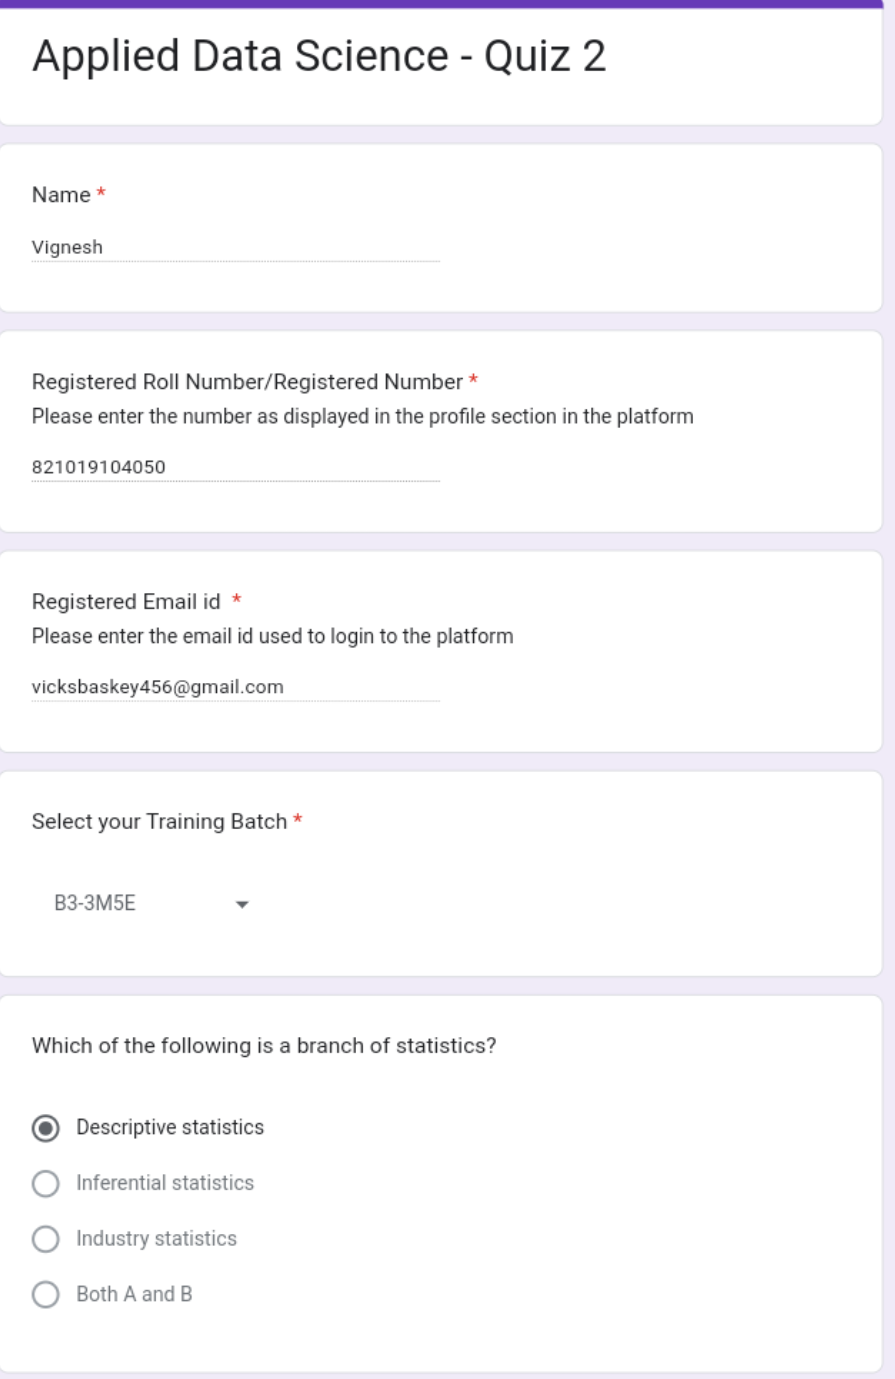 Applied Data Science - Quiz 2
Name *
Vignesh
Registered Roll Number/Registered Number *
Please enter the number as displayed in the profile section in the platform
821019104050
Registered Email id *
Please enter the email id used to login to the platform
vicksbaskey456@gmail.com
Select your Training Batch *
B3-3M5E
Which of the following is a branch of statistics?
Descriptive statistics
Inferential statistics
Industry statistics
Both A and B